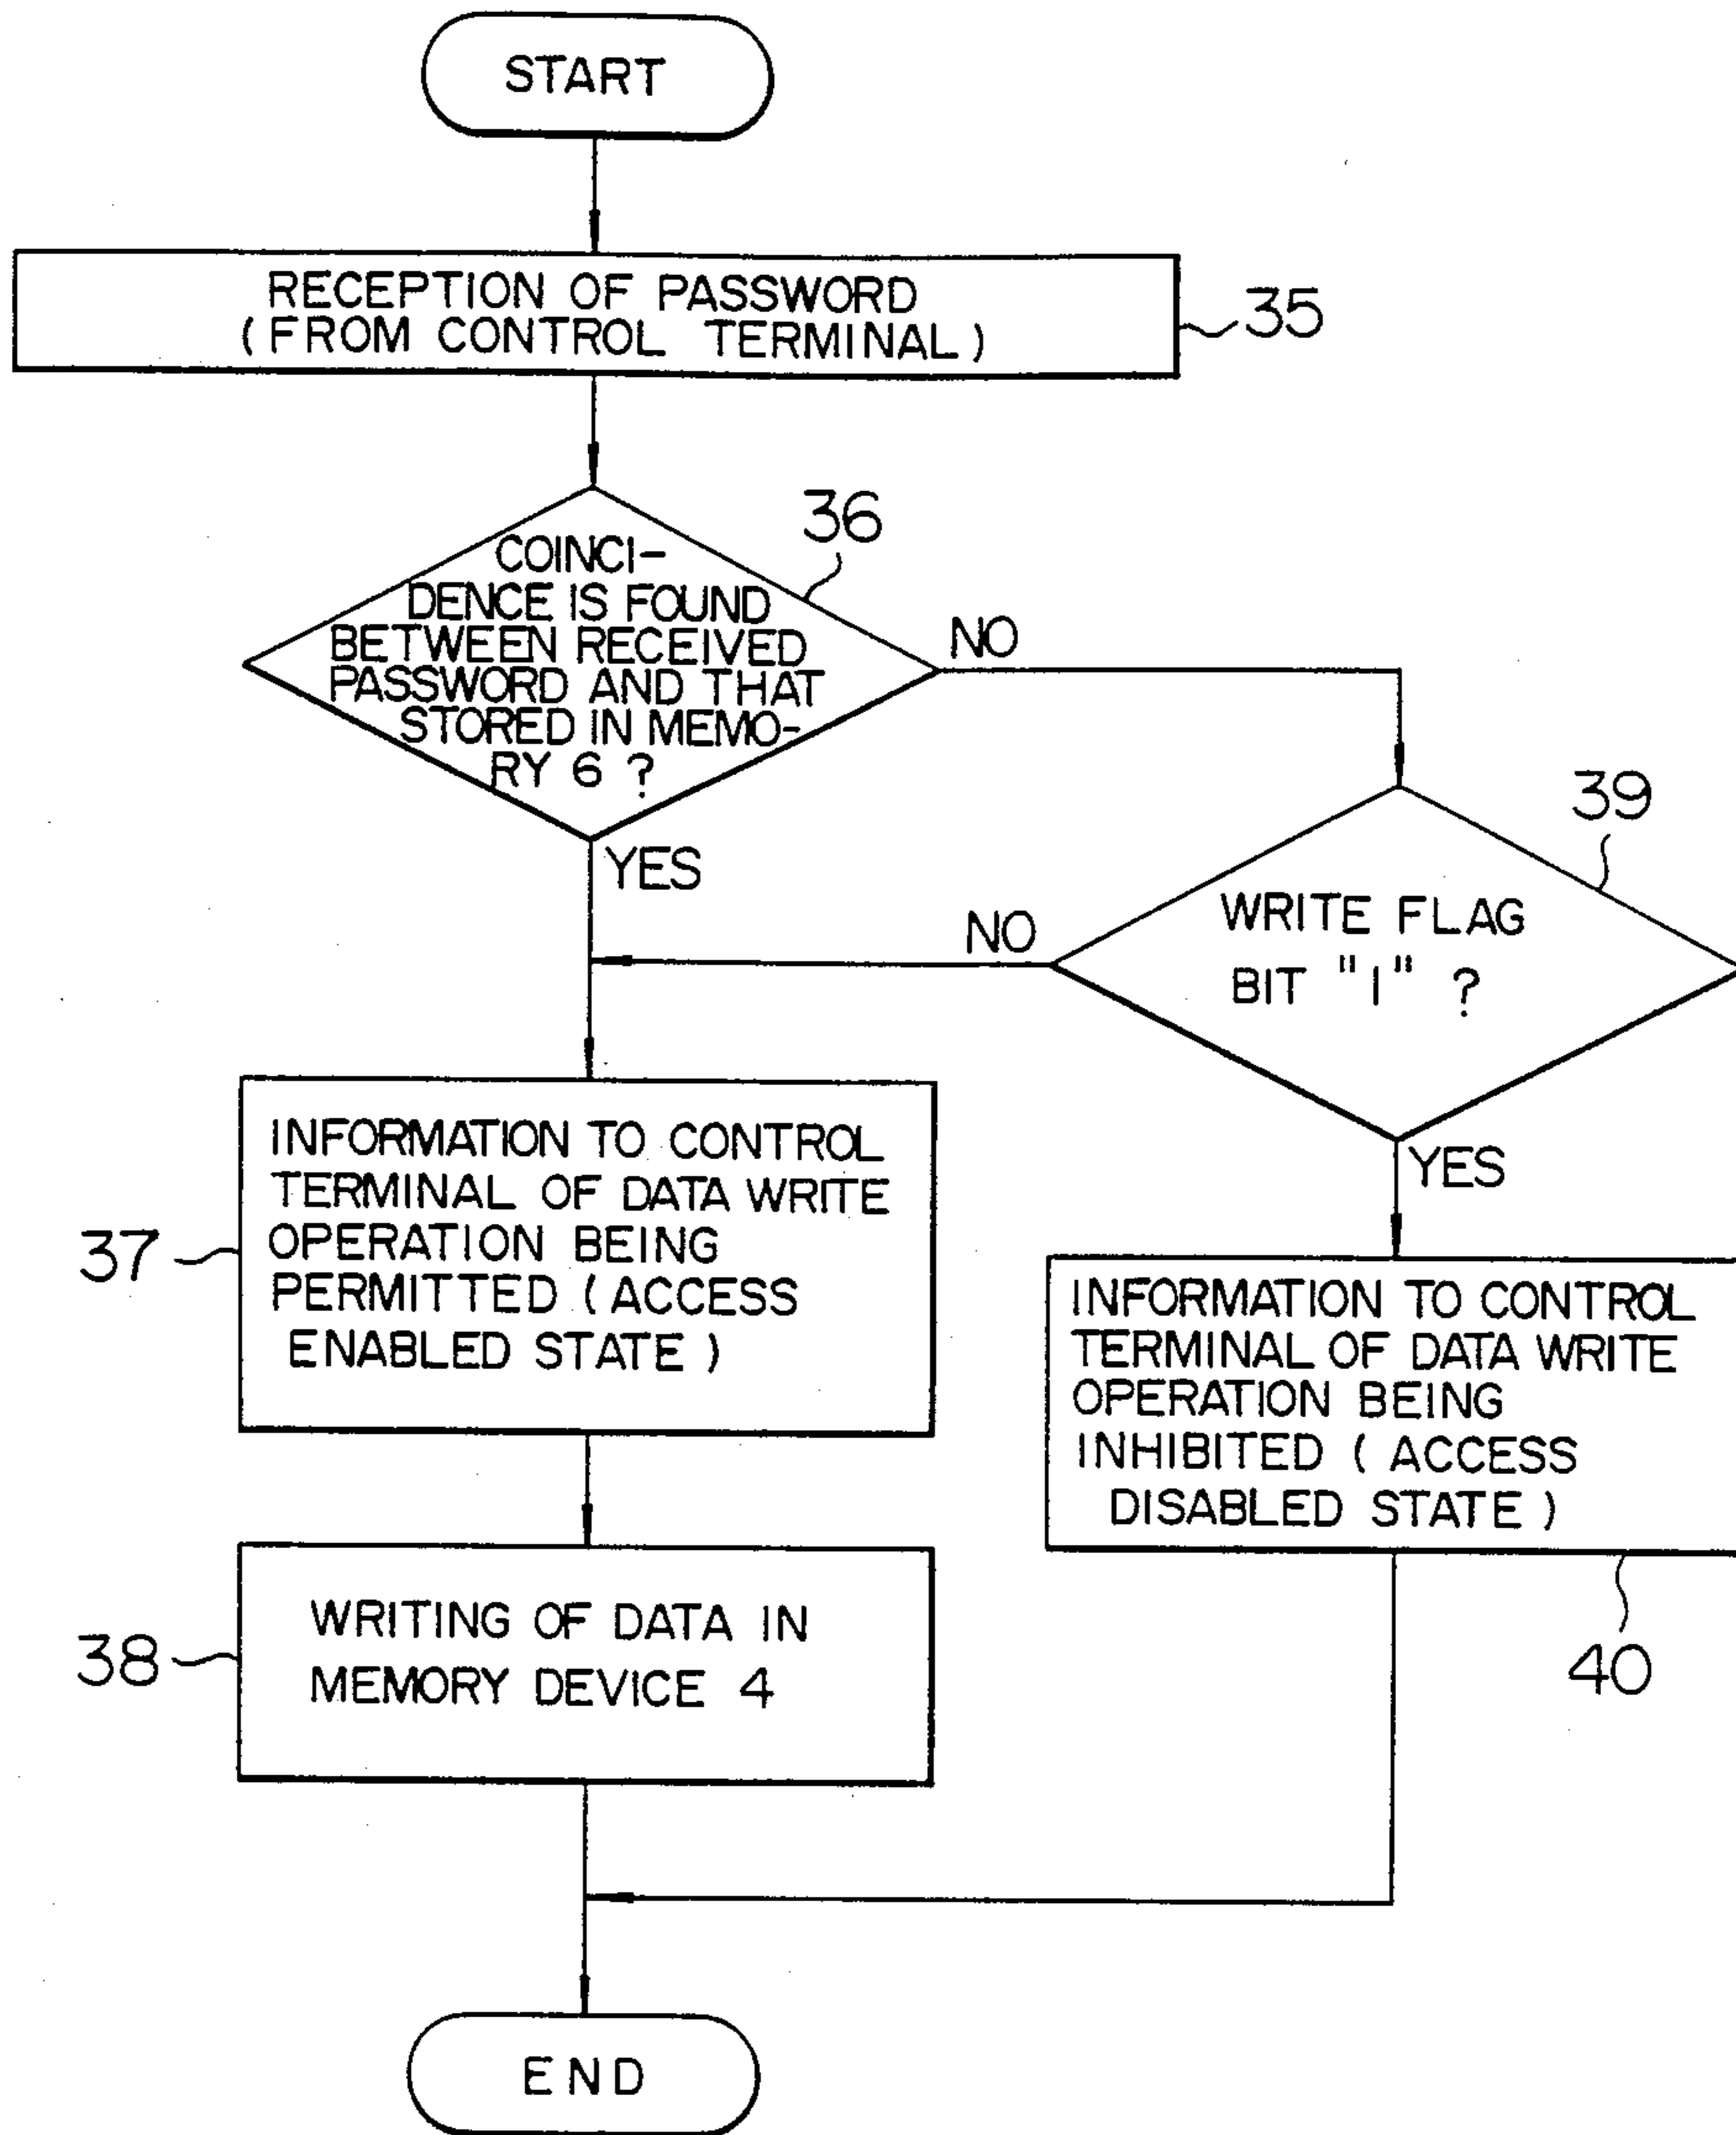 START
RECEPTION OF PASSWORD
(FROM CONTROL TERMINAL)
35
36
COINCI-
DENCE IS FOUND
BETWEEN RECEIVED
PASSWORD AND THAT
STORED IN MEMO-
RY 6 ?
NO
YES
39
WRITE FLAG
BIT "1" ?
NO
YES
37
INFORMATION TO CONTROL
TERMINAL OF DATA WRITE
OPERATION BEING
PERMITTED (ACCESS
ENABLED STATE)
INFORMATION TO CONTROL
TERMINAL OF DATA WRITE
OPERATION BEING
INHIBITED (ACCESS
DISABLED STATE)
40
38
WRITING OF DATA IN
MEMORY DEVICE 4
END